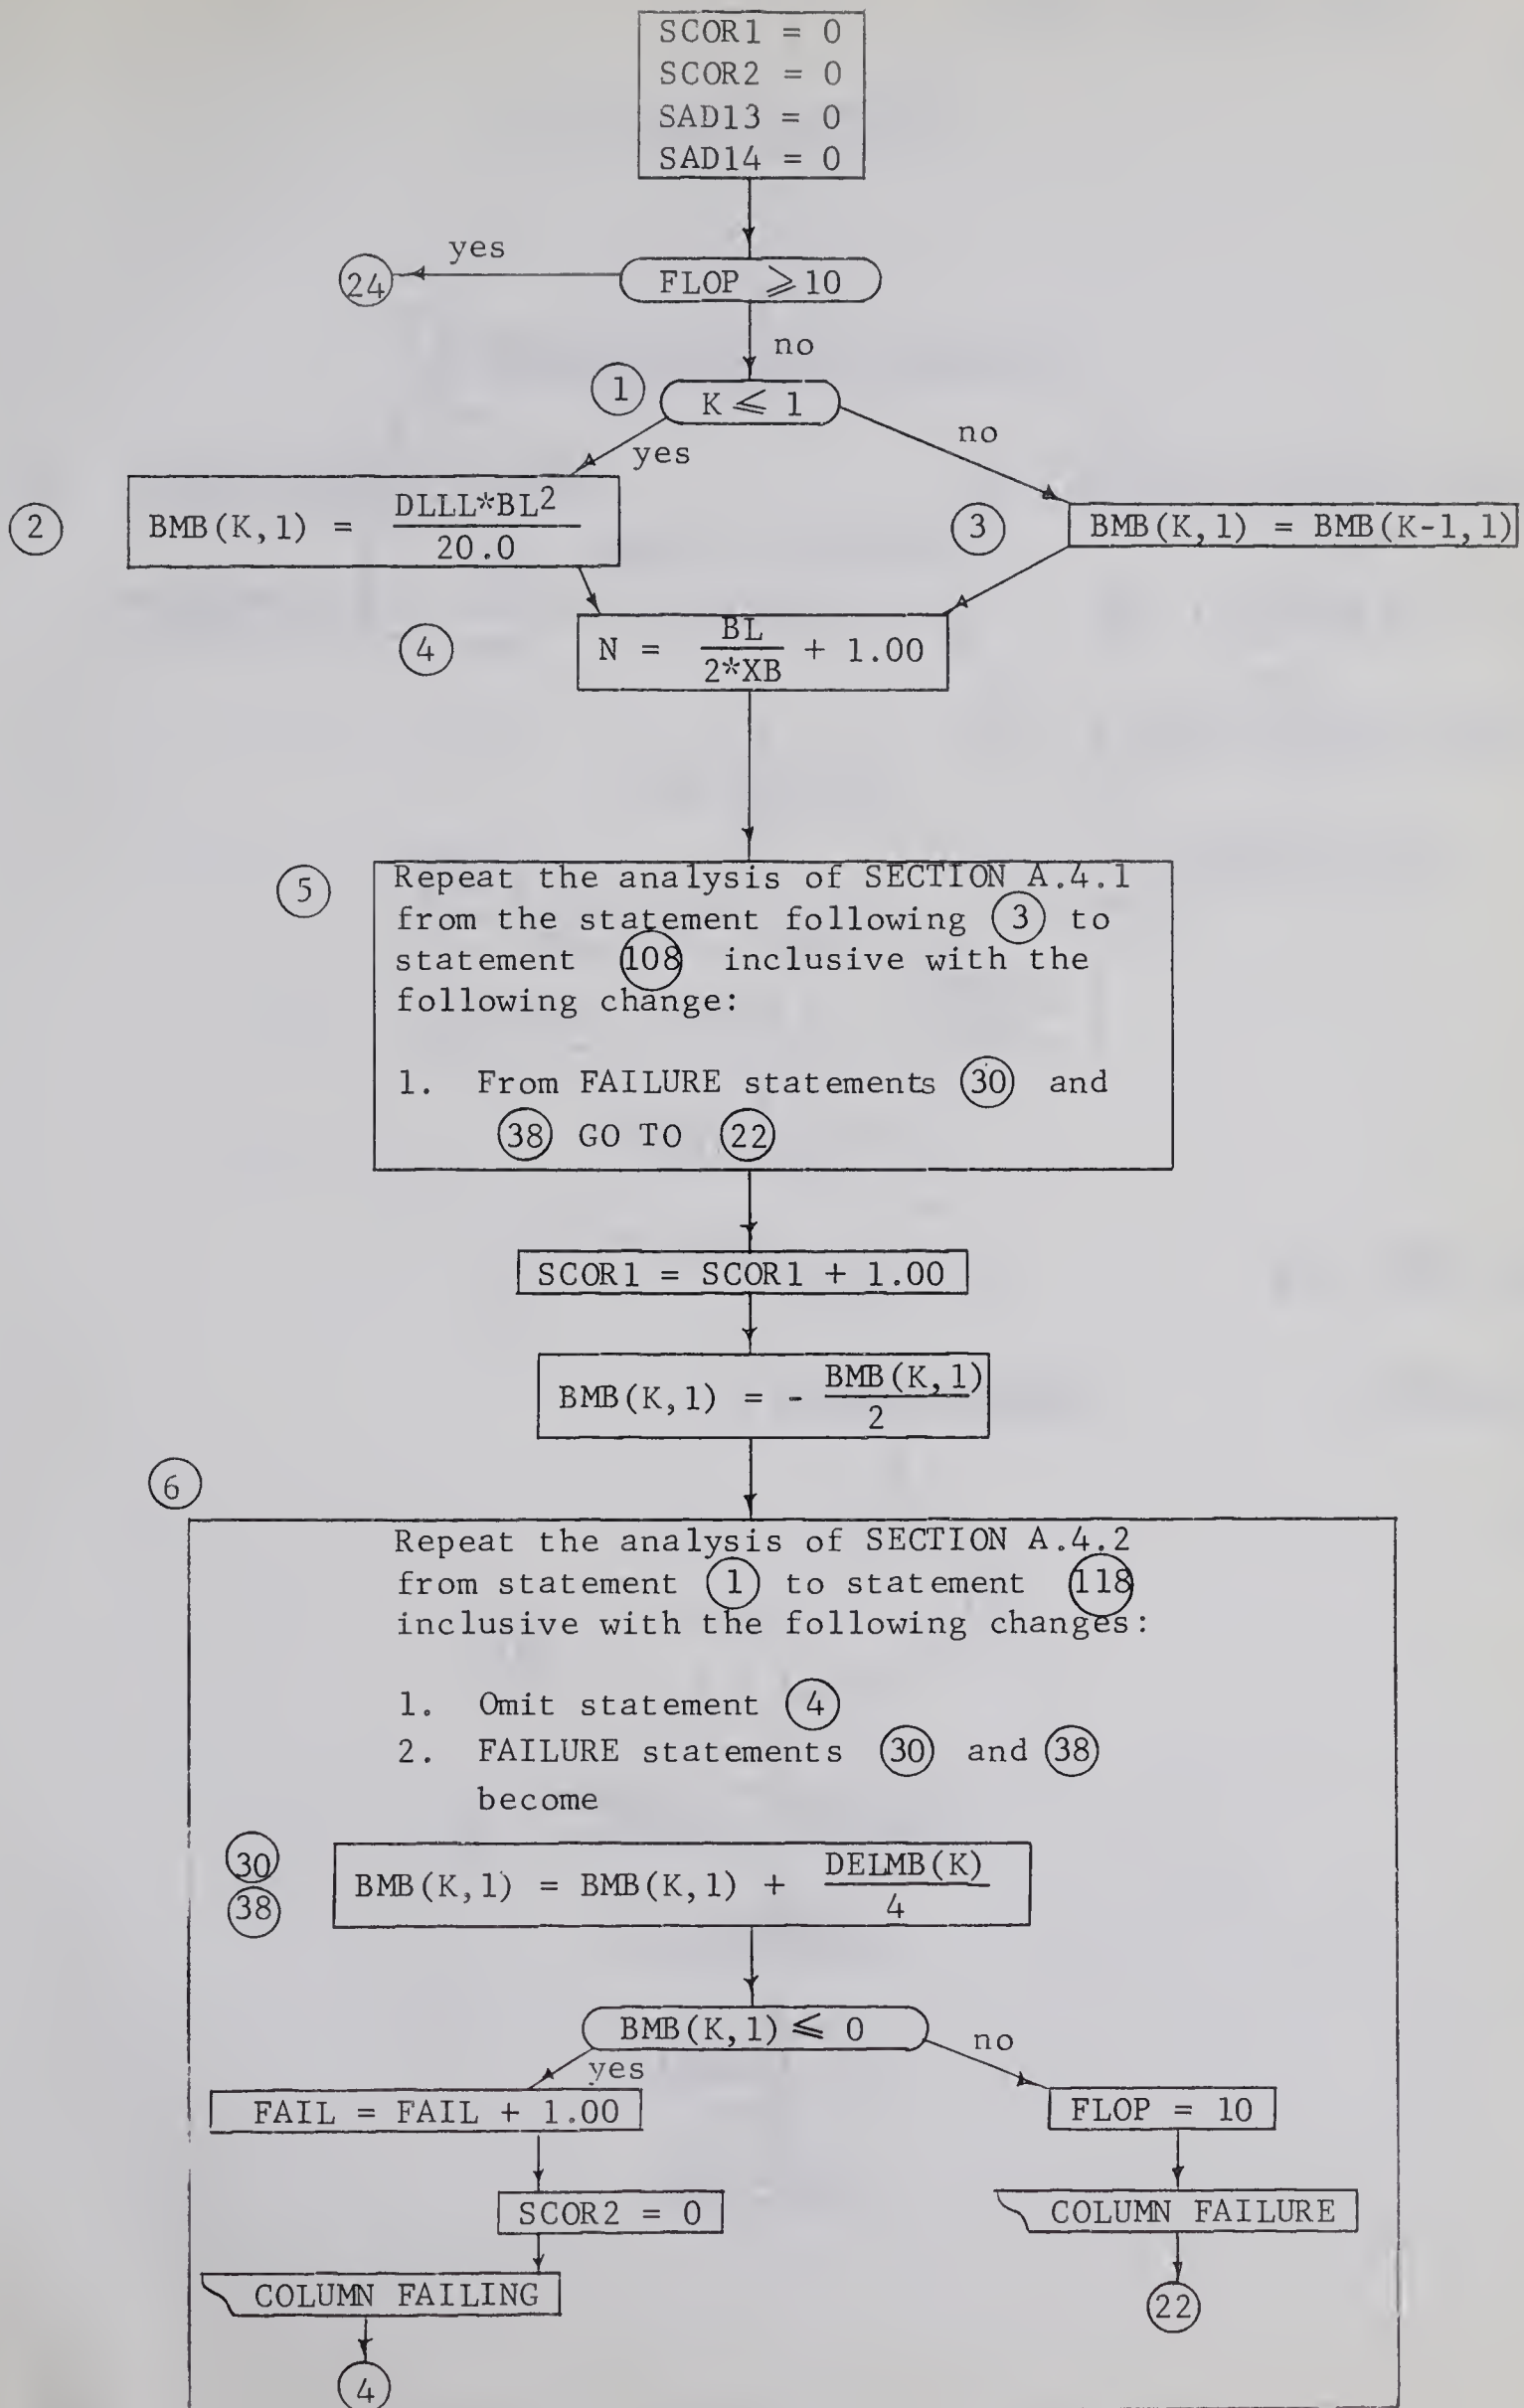 SCOR1 = 0
SCOR2 = 0
SAD13 = 0
SAD14 = 0
yes
24
FLOP ⩾ 10
no
1
K ⩽ 1
yes
no
2
BMB(K,1) = DLLL*BL²
20.0
3
BMB(K,1) = BMB(K-1,1)
4
N = BL
2*XB
+ 1.00
5
Repeat the analysis of SECTION A.4.1
from the statement following 3 to
statement 108 inclusive with the
following change:
1. From FAILURE statements 30 and
38 GO TO 22
SCOR1 = SCOR1 + 1.00
BMB(K,1) = - BMB(K,1)
2
6
Repeat the analysis of SECTION A.4.2
from statement 1 to statement 118
inclusive with the following changes:
1. Omit statement 4
2. FAILURE statements 30 and 38
become
30
38
BMB(K,1) = BMB(K,1) + DELMB(K)
4
BMB(K,1) ⩽ 0
yes
no
FAIL = FAIL + 1.00
FLOP = 10
SCOR2 = 0
COLUMN FAILURE
COLUMN FAILING
22
4